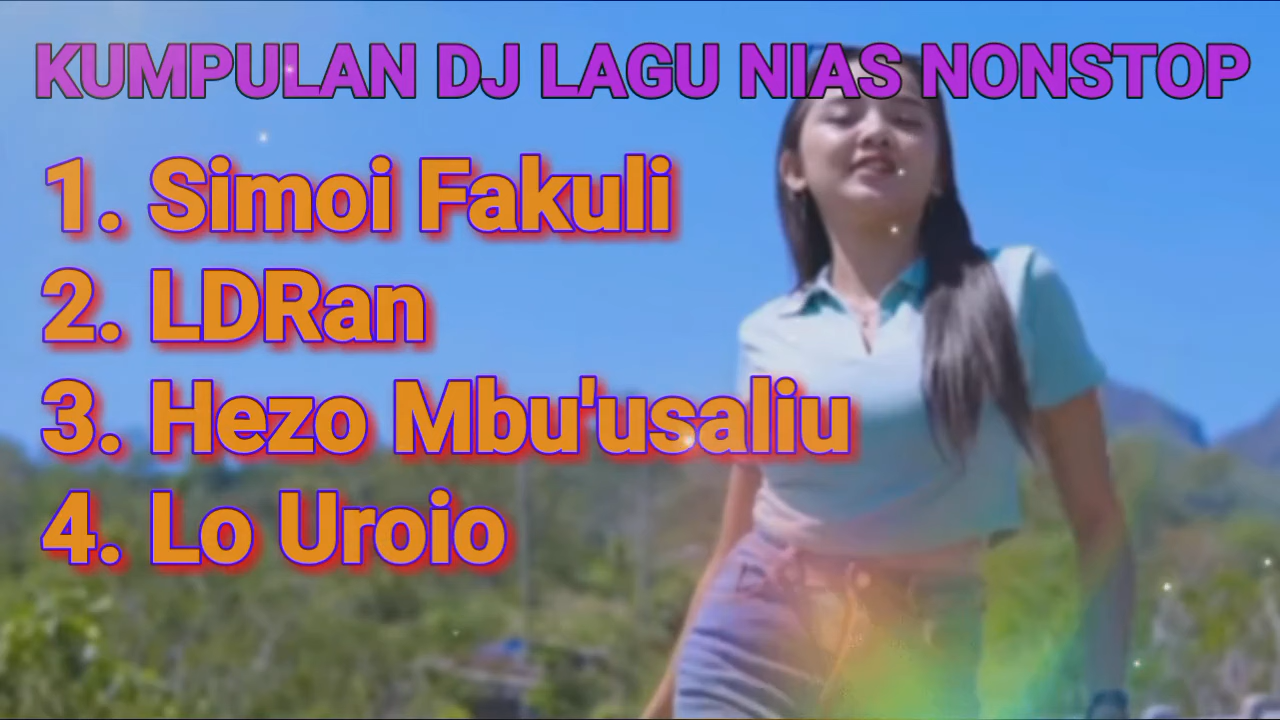 KUMPULAN DJ LAGU NIAS NONSTOP
1. Simoi Fakuli
2. LDRan
3. Hezo Mbu'usaliu
4. Lo Uroio